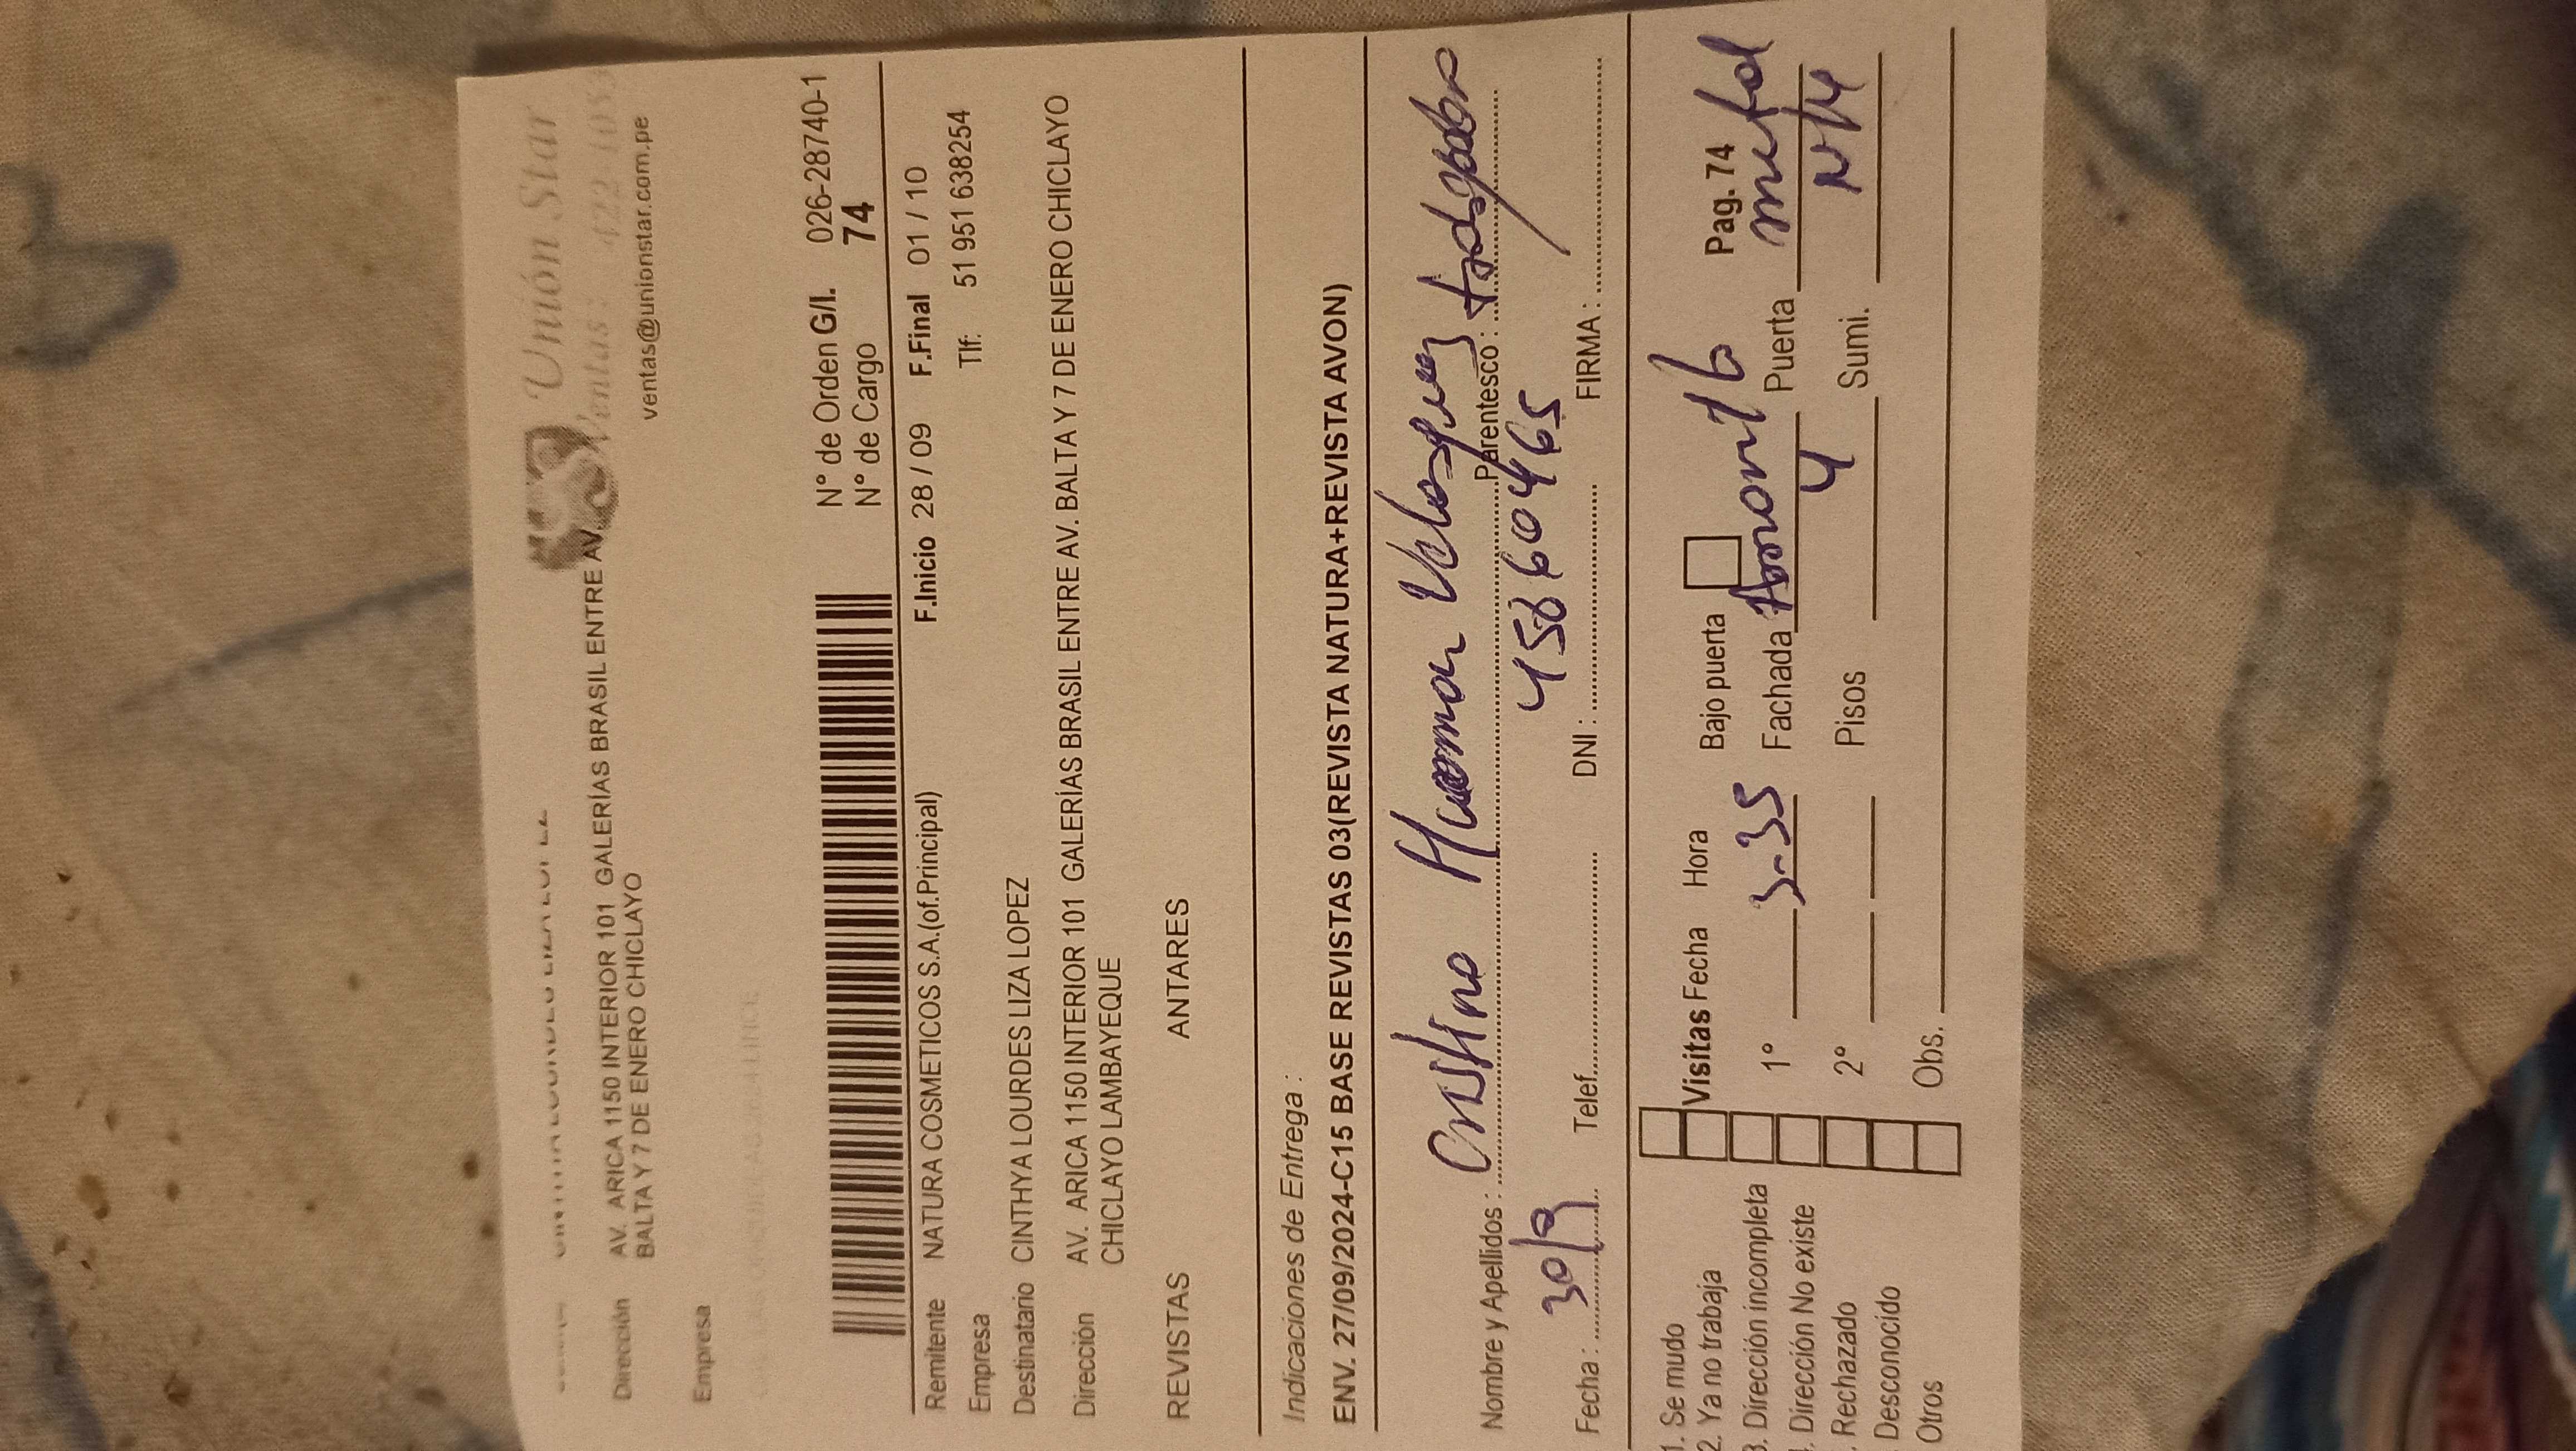 Unión Star
Ventas :
ventas@unionstar.com.pe
Dirección AV. ARICA 1150 INTERIOR 101 GALERÍAS BRASIL ENTRE AV.
BALTA Y 7 DE ENERO CHICLAYO
Empresa
N° de Orden G/I. 026-28740-1
N° de Cargo 74
Remitente NATURA COSMETICOS S.A.(of.Principal) F.Inicio 28 / 09 F.Final 01 / 10
Empresa Tlf: 51 951 638254
Destinatario CINTHYA LOURDES LIZA LOPEZ
Dirección AV. ARICA 1150 INTERIOR 101 GALERÍAS BRASIL ENTRE AV. BALTA Y 7 DE ENERO CHICLAYO
CHICLAYO LAMBAYEQUE
REVISTAS ANTARES
Indicaciones de Entrega :
ENV. 27/09/2024-C15 BASE REVISTAS 03(REVISTA NATURA+REVISTA AVON)
Nombre y Apellidos : Cristina Huaman Parentesco :
Fecha : 30/9 Telef. DNI : 45660465 FIRMA :
1. Se mudo
2. Ya no trabaja Visitas Fecha Hora Bajo puerta Pag. 74
3. Dirección incompleta 1° 3-35 Fachada Puerta metal
. Dirección No existe
. Rechazado 2° Pisos 4 Sumi. N/4
Desconocido
Otros Obs.